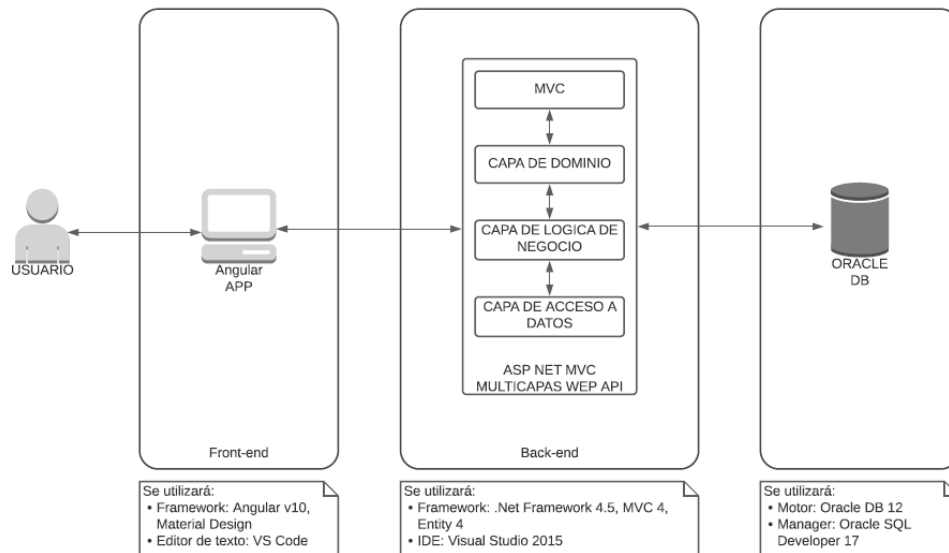 USUARIO
Angular
APP
Front-end
MVC
CAPA DE DOMINIO
CAPA DE LOGICA DE
NEGOCIO
CAPA DE ACCESO A
DATOS
ASP NET MVC
MULTICAPAS WEP API
Back-end
ORACLE
DB
Se utilizará:
• Framework: Angular v10,
Material Design
• Editor de texto: VS Code
Se utilizará:
• Framework: .Net Framework 4.5, MVC 4,
Entity 4
• IDE: Visual Studio 2015
Se utilizará:
• Motor: Oracle DB 12
• Manager: Oracle SQL
Developer 17